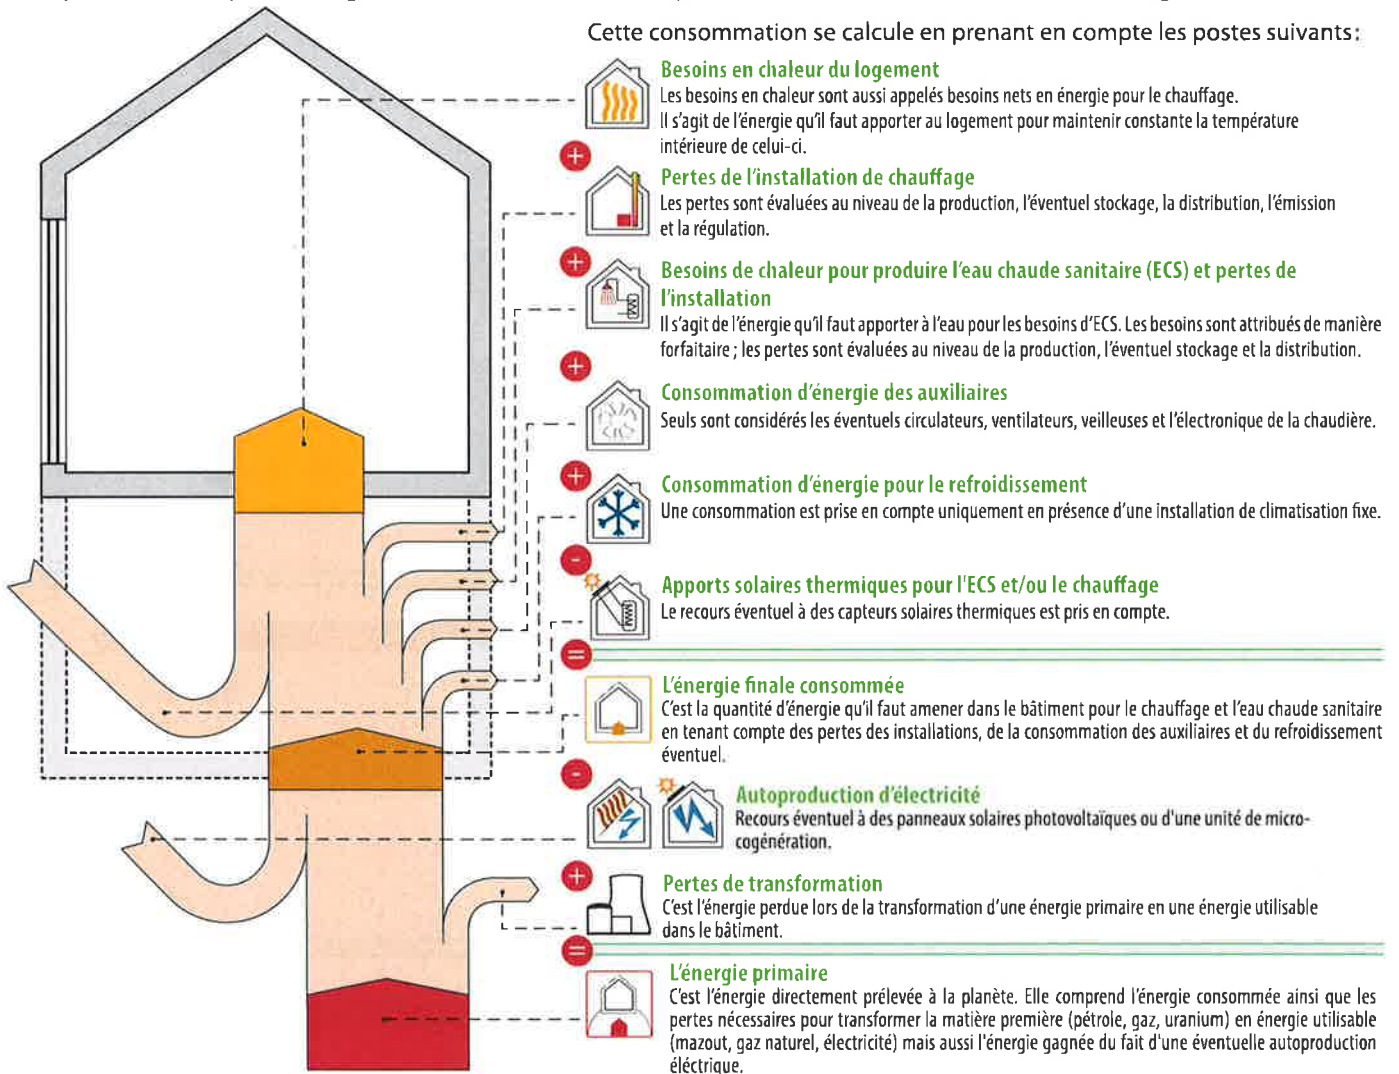 Cette consommation se calcule en prenant en compte les postes suivants:
Besoins en chaleur du logement
Les besoins en chaleur sont aussi appelés besoins nets en énergie pour le chauffage.
Il s'agit de l'énergie qu'il faut apporter au logement pour maintenir constante la température
intérieure de celui-ci.
+
Pertes de l'installation de chauffage
Les pertes sont évaluées au niveau de la production, l'éventuel stockage, la distribution, l'émission
et la régulation.
+
Besoins de chaleur pour produire l'eau chaude sanitaire (ECS) et pertes de
l'installation
Il s'agit de l'énergie qu'il faut apporter à l'eau pour les besoins d'ECS. Les besoins sont attribués de manière
forfaitaire ; les pertes sont évaluées au niveau de la production, l'éventuel stockage et la distribution.
+
Consommation d'énergie des auxiliaires
Seuls sont considérés les éventuels circulateurs, ventilateurs, veilleuses et l'électronique de la chaudière.
+
Consommation d'énergie pour le refroidissement
Une consommation est prise en compte uniquement en présence d'une installation de climatisation fixe.
-
Apports solaires thermiques pour l'ECS et/ou le chauffage
Le recours éventuel à des capteurs solaires thermiques est pris en compte.
=
L'énergie finale consommée
C'est la quantité d'énergie qu'il faut amener dans le bâtiment pour le chauffage et l'eau chaude sanitaire
en tenant compte des pertes des installations, de la consommation des auxiliaires et du refroidissement
éventuel.
-
Autoproduction d'électricité
Recours éventuel à des panneaux solaires photovoltaïques ou d'une unité de micro-
cogénération.
+
Pertes de transformation
C'est l'énergie perdue lors de la transformation d'une énergie primaire en une énergie utilisable
dans le bâtiment.
=
L'énergie primaire
C'est l'énergie directement prélevée à la planète. Elle comprend l'énergie consommée ainsi que les
pertes nécessaires pour transformer la matière première (pétrole, gaz, uranium) en énergie utilisable
(mazout, gaz naturel, électricité) mais aussi l'énergie gagnée du fait d'une éventuelle autoproduction
éléctrique.